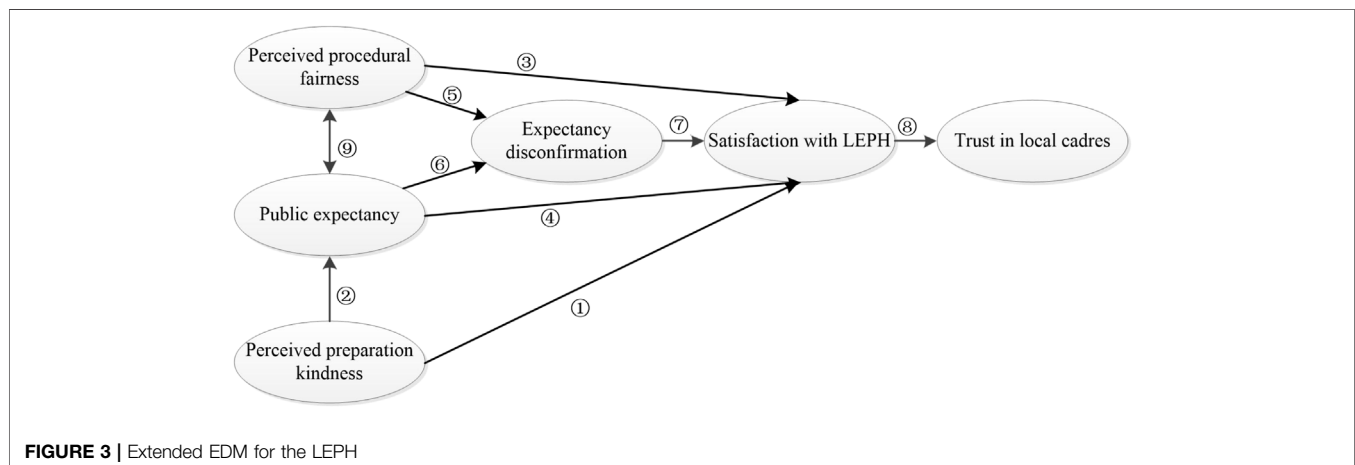 Perceived procedural
fairness
③
⑤
Expectancy
disconfirmation
⑦
Satisfaction with LEPH
⑧
Trust in local cadres
⑨
⑥
Public expectancy
④
②
①
Perceived preparation
kindness
FIGURE 3 | Extended EDM for the LEPH